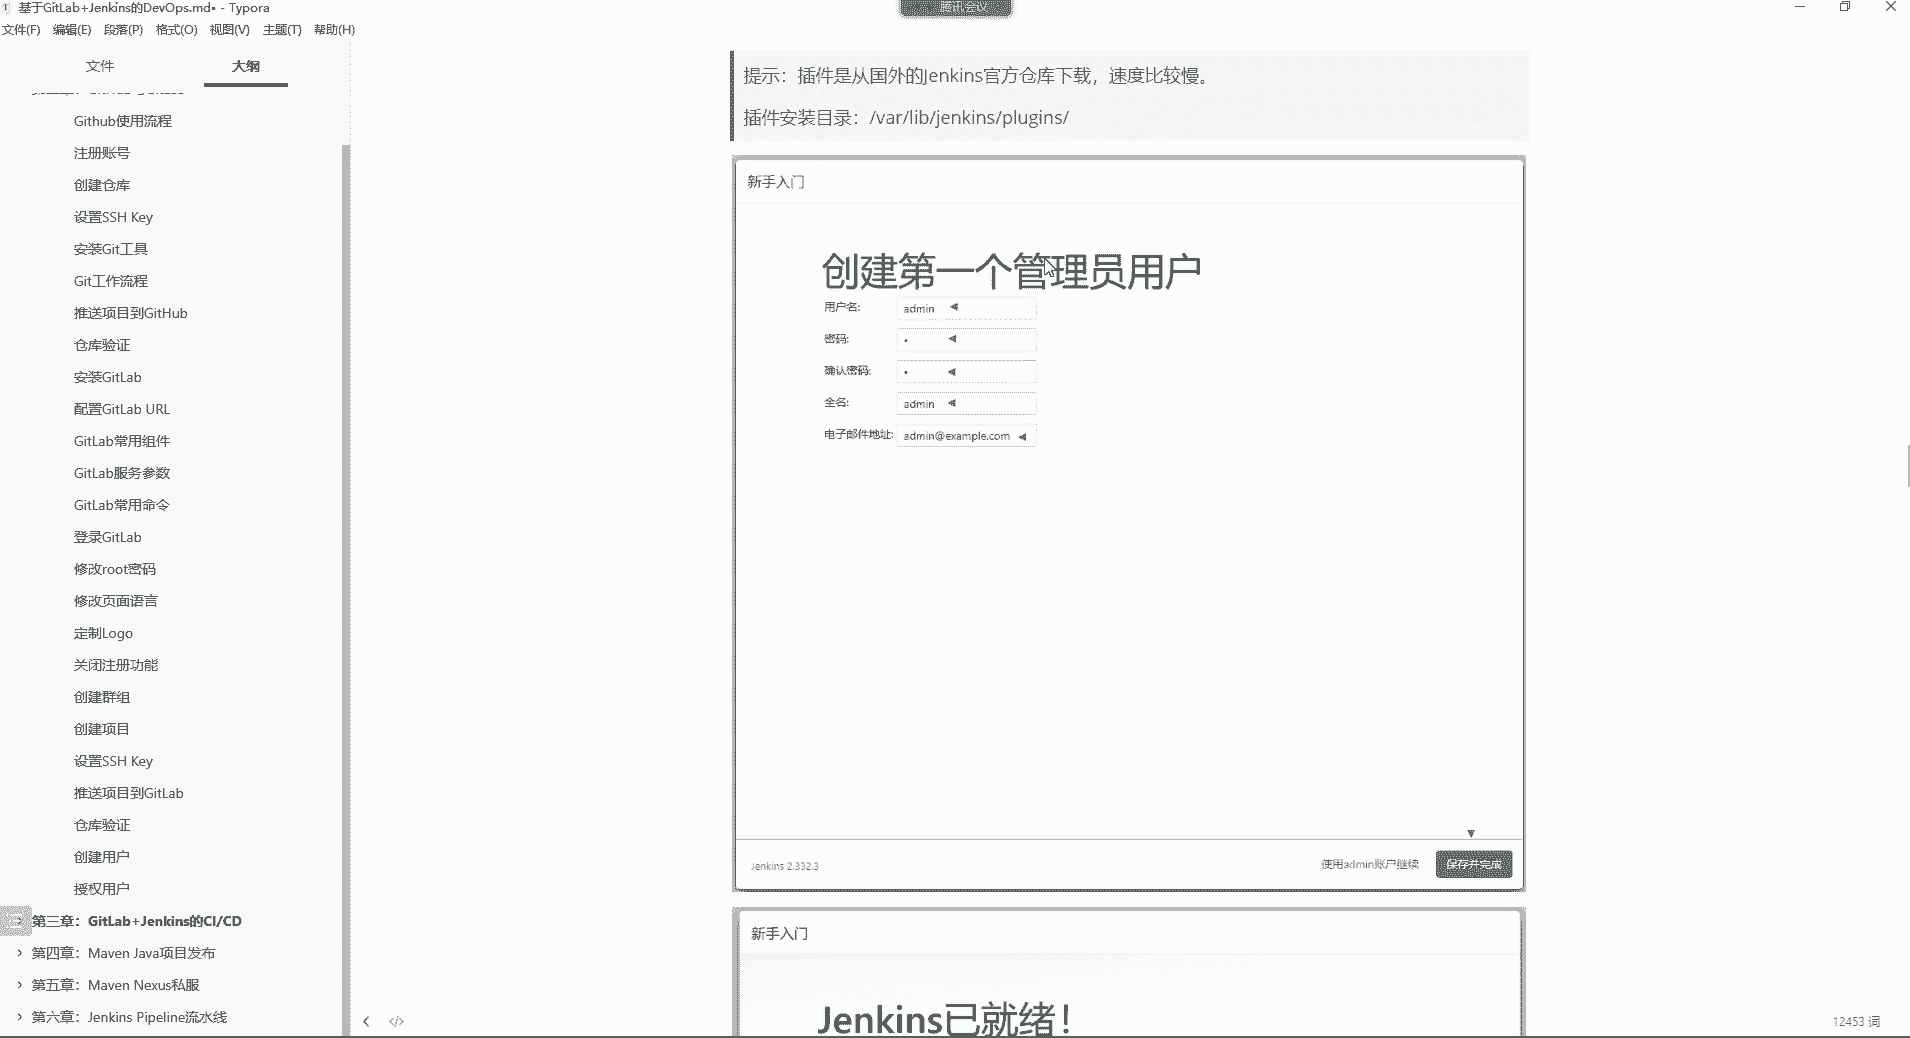 基于GitLab+Jenkins的DevOps.md• - Typora
腾讯会议
文件(F) 编辑(E) 段落(P) 格式(O) 视图(V) 主题(T) 帮助(H)
文件 大纲
Github使用流程
注册账号
创建仓库
设置SSH Key
安装Git工具
Git工作流程
推送项目到GitHub
仓库验证
安装GitLab
配置GitLab URL
GitLab常用组件
GitLab服务参数
GitLab常用命令
登录GitLab
修改root密码
修改页面语言
定制Logo
关闭注册功能
创建群组
创建项目
设置SSH Key
推送项目到GitLab
仓库验证
创建用户
授权用户
第三章：GitLab+Jenkins的CI/CD
第四章：Maven Java项目发布
第五章：Maven Nexus私服
第六章：Jenkins Pipeline流水线
提示：插件是从国外的Jenkins官方仓库下载，速度比较慢。
插件安装目录：/var/lib/jenkins/plugins/
新手入门
创建第一个管理员用户
用户名: admin
密码: •
确认密码: •
全名: admin
电子邮件地址: admin@example.com
Jenkins 2.332.3
使用admin账户继续 保存并完成
新手入门
Jenkins已就绪！
12453 词